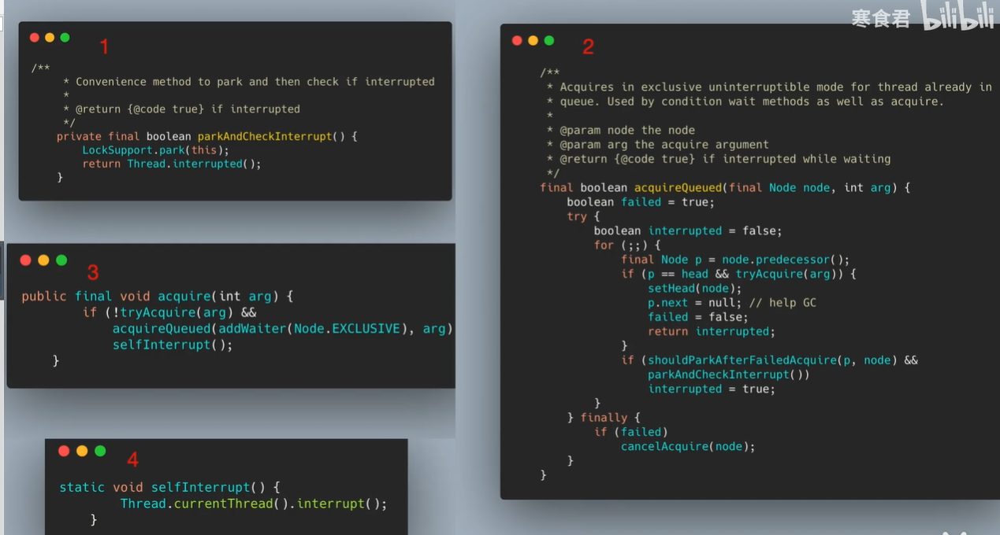 寒食君 bilibili
1
/**
* Convenience method to park and then check if interrupted
*
* @return {@code true} if interrupted
*/
private final boolean parkAndCheckInterrupt() {
LockSupport.park(this);
return Thread.interrupted();
}
3
public final void acquire(int arg) {
if (!tryAcquire(arg) &&
acquireQueued(addWaiter(Node.EXCLUSIVE), arg)
selfInterrupt();
}
4
static void selfInterrupt() {
Thread.currentThread().interrupt();
}
2
/**
* Acquires in exclusive uninterruptible mode for thread already in
* queue. Used by condition wait methods as well as acquire.
*
* @param node the node
* @param arg the acquire argument
* @return {@code true} if interrupted while waiting
*/
final boolean acquireQueued(final Node node, int arg) {
boolean failed = true;
try {
boolean interrupted = false;
for (;;) {
final Node p = node.predecessor();
if (p == head && tryAcquire(arg)) {
setHead(node);
p.next = null; // help GC
failed = false;
return interrupted;
}
if (shouldParkAfterFailedAcquire(p, node) &&
parkAndCheckInterrupt())
interrupted = true;
}
} finally {
if (failed)
cancelAcquire(node);
}
}